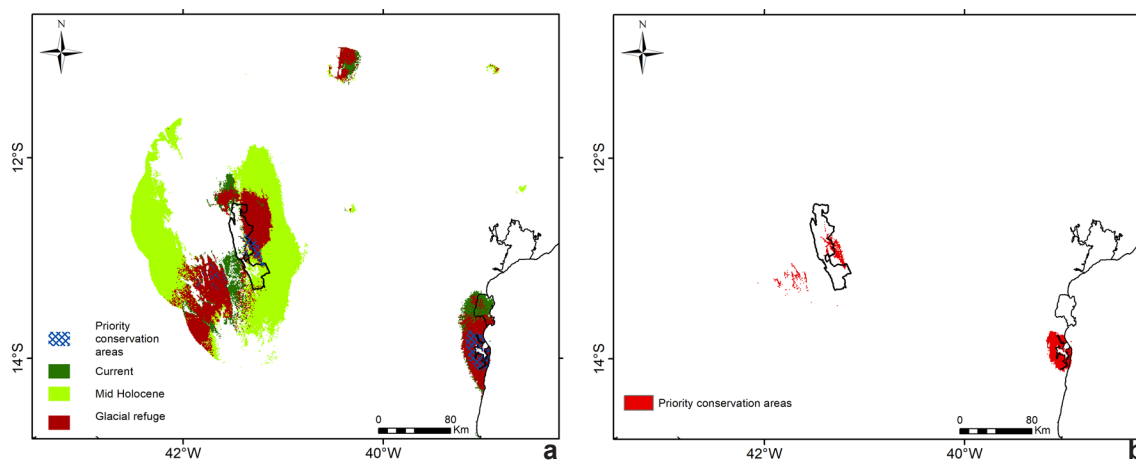 N
12°S
14°S
Priority
conservation
areas
Current
Mid Holocene
Glacial refuge
0 80
Km
42°W 40°W
a
N
12°S
14°S
Priority conservation areas
0 80
Km
42°W 40°W
b